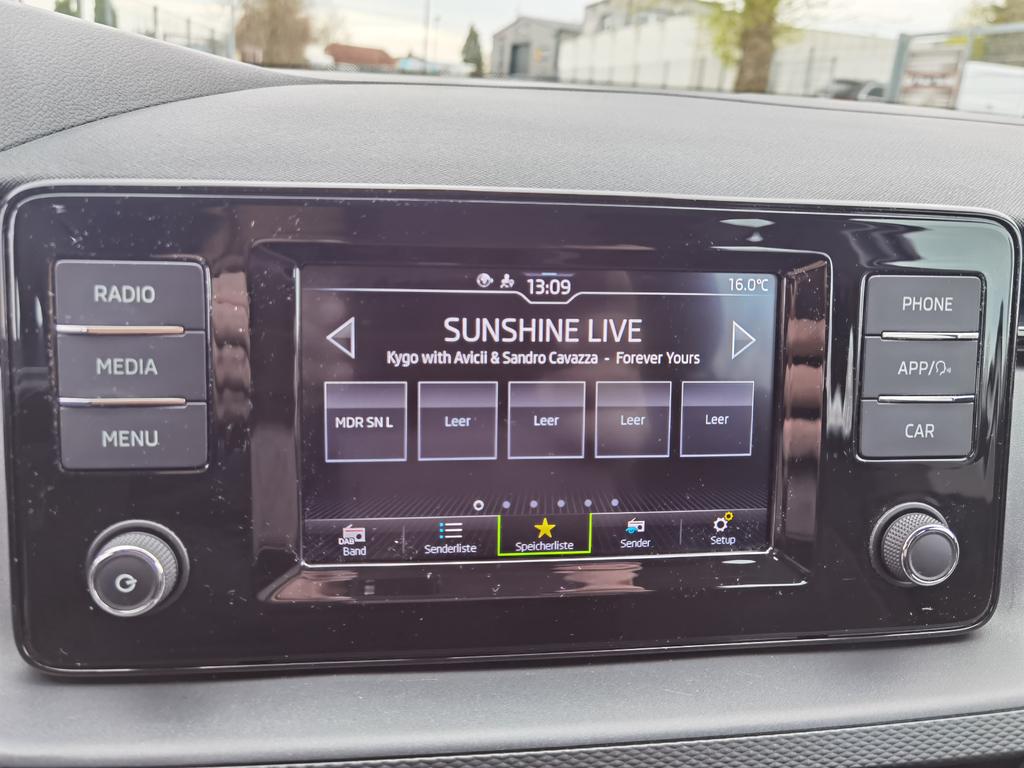 13:09
16.0°C
SUNSHINE LIVE
Kygo with Avicii & Sandro Cavazza - Forever Yours
MDR SN L
Leer
Leer
Leer
Leer
DAB
Band
Senderliste
Speicherliste
Sender
Setup
RADIO
MEDIA
MENU
PHONE
APP/
CAR